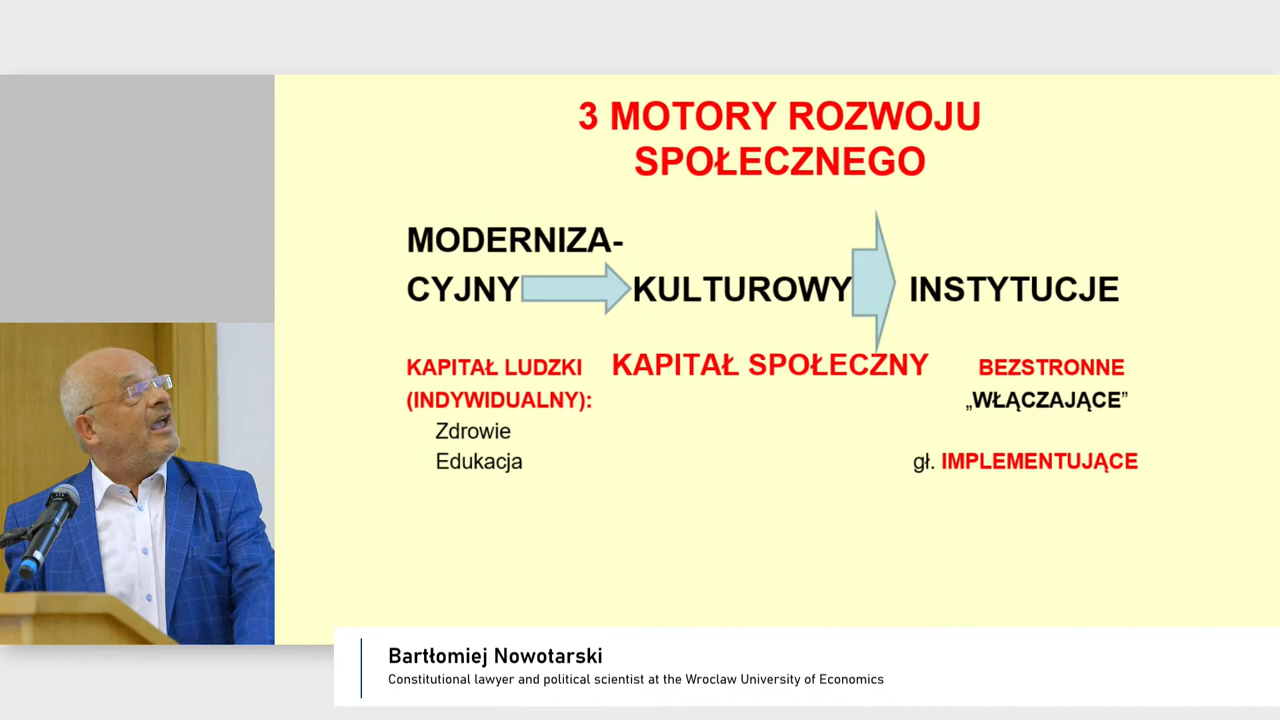 3 MOTORY ROZWOJU
SPOŁECZNEGO
MODERNIZA-
CYJNY KULTUROWY INSTYTUCJE
KAPITAŁ LUDZKI KAPITAŁ SPOŁECZNY BEZSTRONNE
(INDYWIDUALNY): „WŁĄCZAJĄCE”
Zdrowie
Edukacja gł. IMPLEMENTUJĄCE
Bartłomiej Nowotarski
Constitutional lawyer and political scientist at the Wroclaw University of Economics